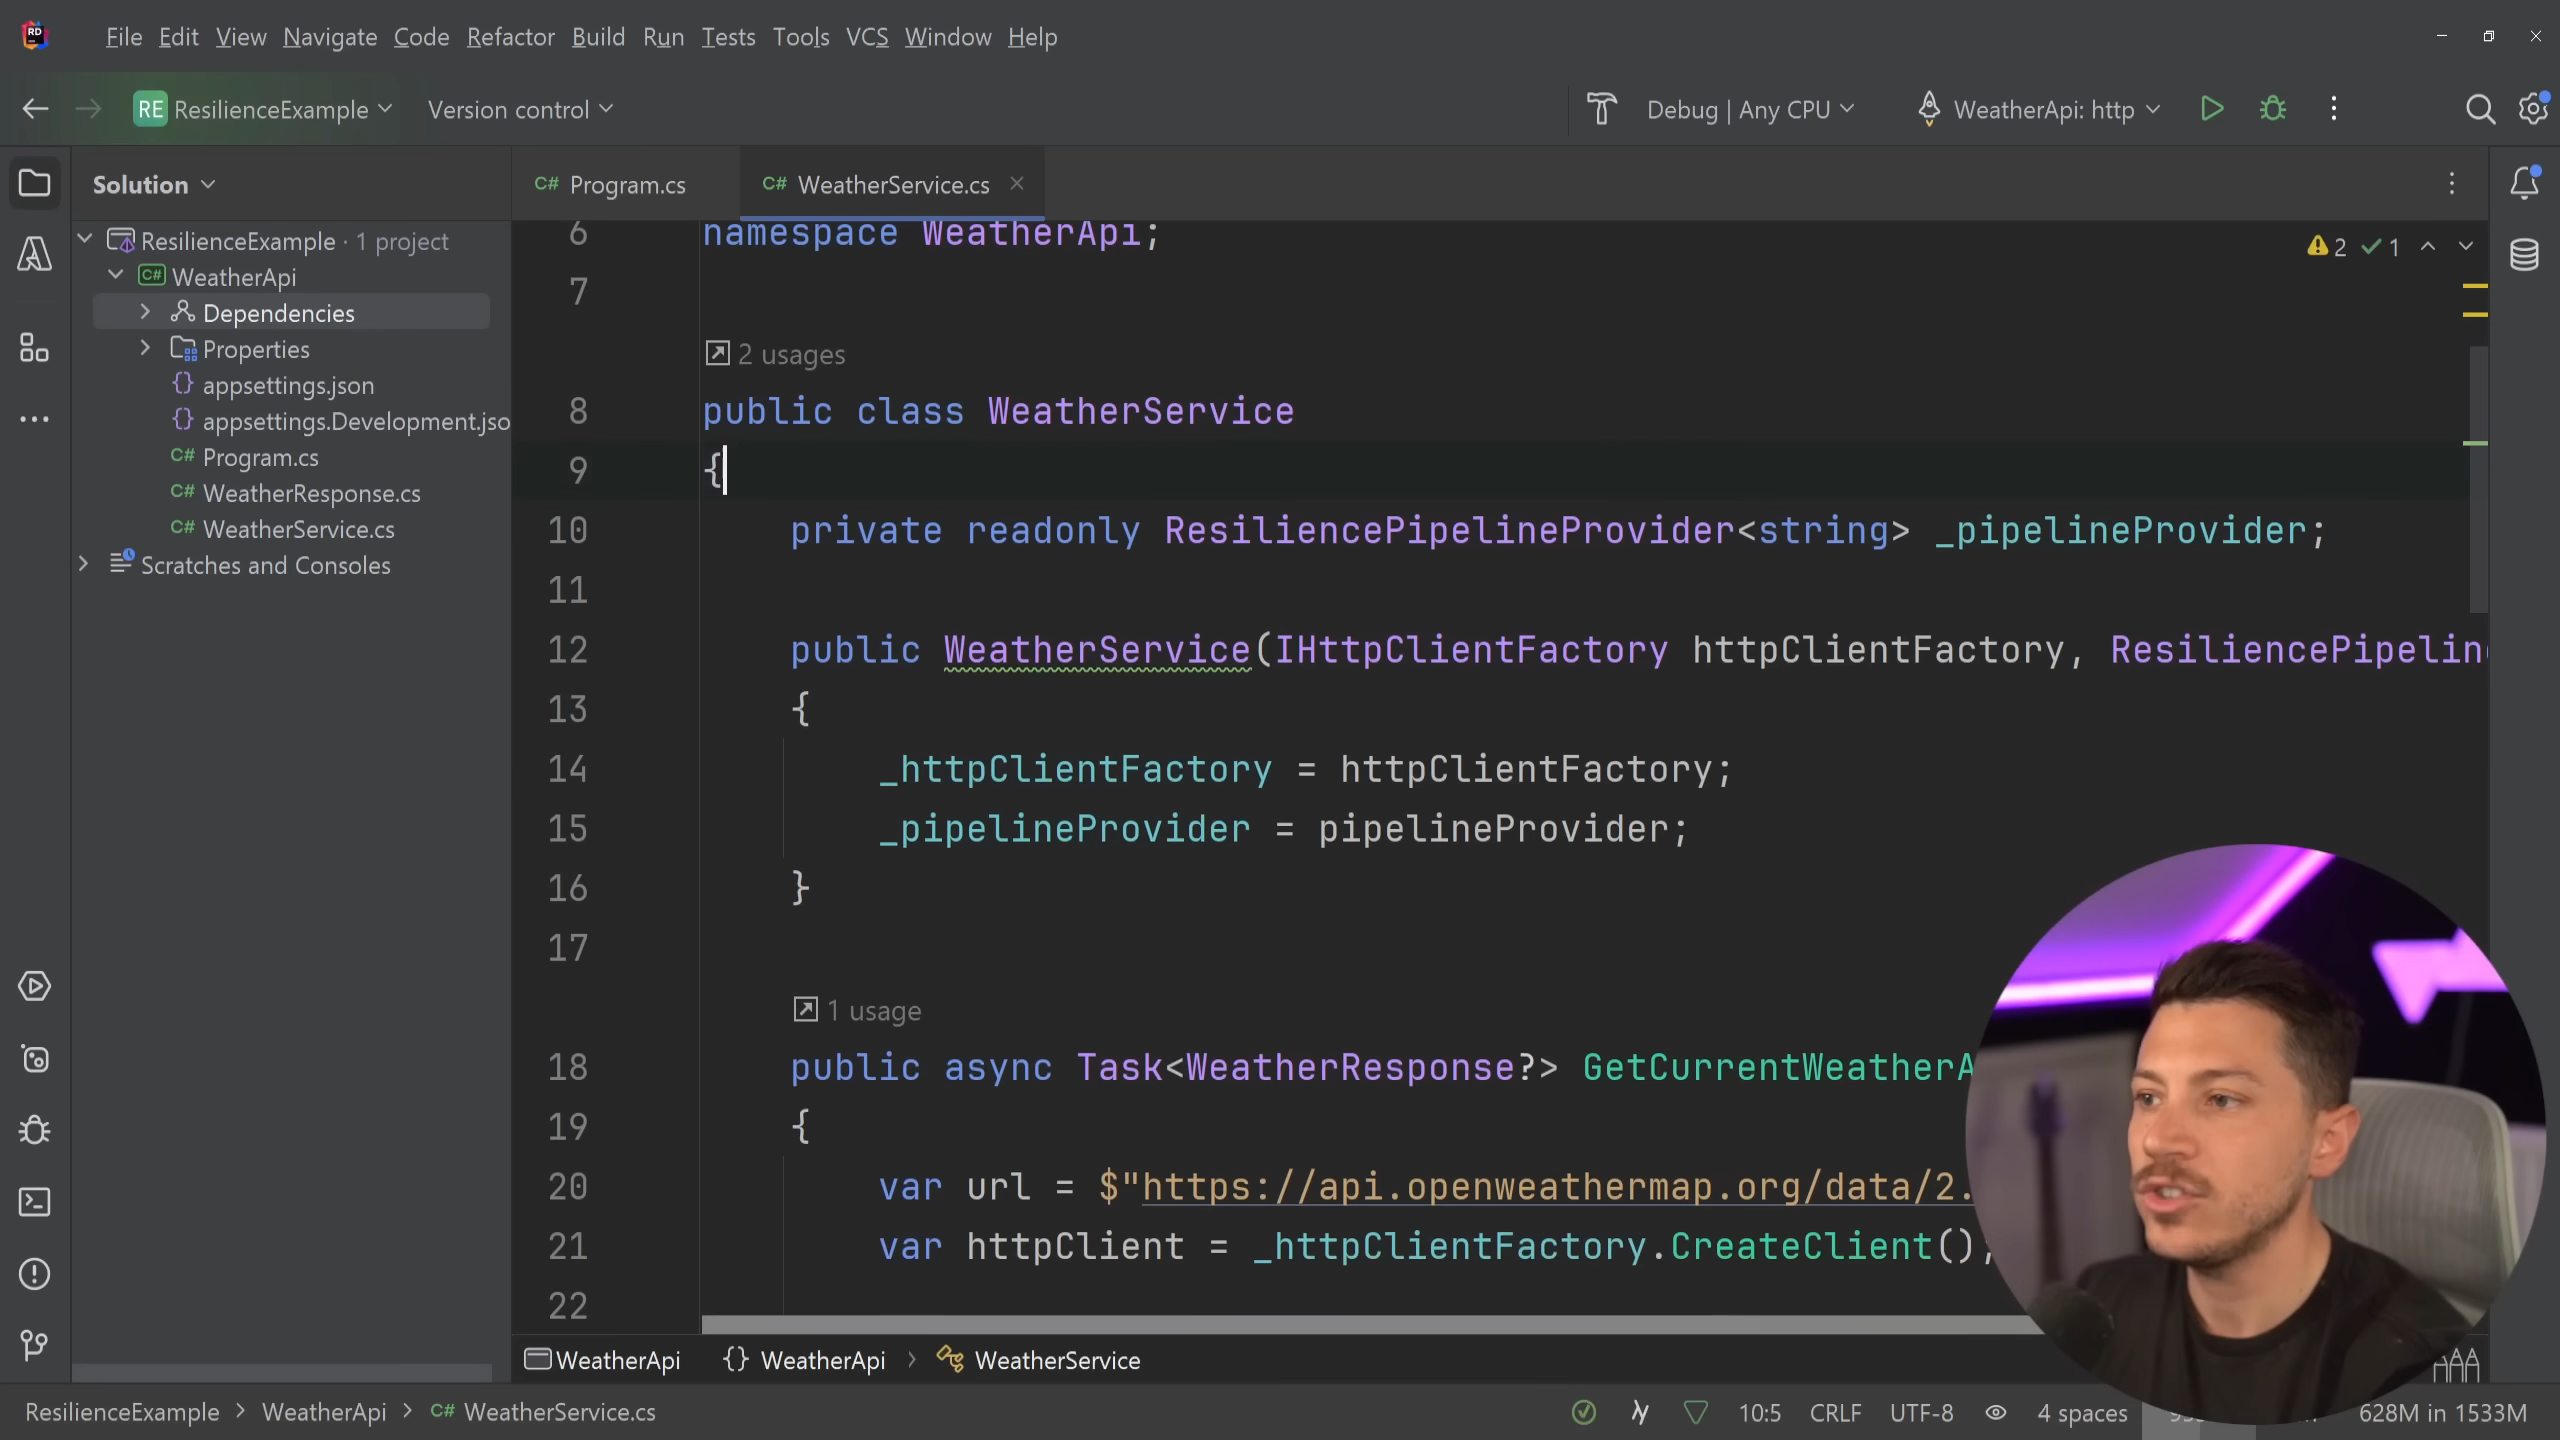 RD
File Edit View Navigate Code Refactor Build Run Tests Tools VCS Window Help
RE ResilienceExample Version control Debug | Any CPU WeatherApi: http
Solution
C# Program.cs C# WeatherService.cs
ResilienceExample · 1 project
C# WeatherApi
Dependencies
Properties
{} appsettings.json
{} appsettings.Development.jso
C# Program.cs
C# WeatherResponse.cs
C# WeatherService.cs
Scratches and Consoles
2 1
6 namespace WeatherApi;
7
2 usages
8 public class WeatherService
9 {
10 private readonly ResiliencePipelineProvider<string> _pipelineProvider;
11
12 public WeatherService(IHttpClientFactory httpClientFactory, ResiliencePipelin
13 {
14 _httpClientFactory = httpClientFactory;
15 _pipelineProvider = pipelineProvider;
16 }
17
1 usage
18 public async Task<WeatherResponse?> GetCurrentWeatherA
19 {
20 var url = $"https://api.openweathermap.org/data/2.
21 var httpClient = _httpClientFactory.CreateClient();
22
WeatherApi {} WeatherApi > WeatherService
ResilienceExample > WeatherApi > C# WeatherService.cs 10:5 CRLF UTF-8 4 spaces 628M in 1533M